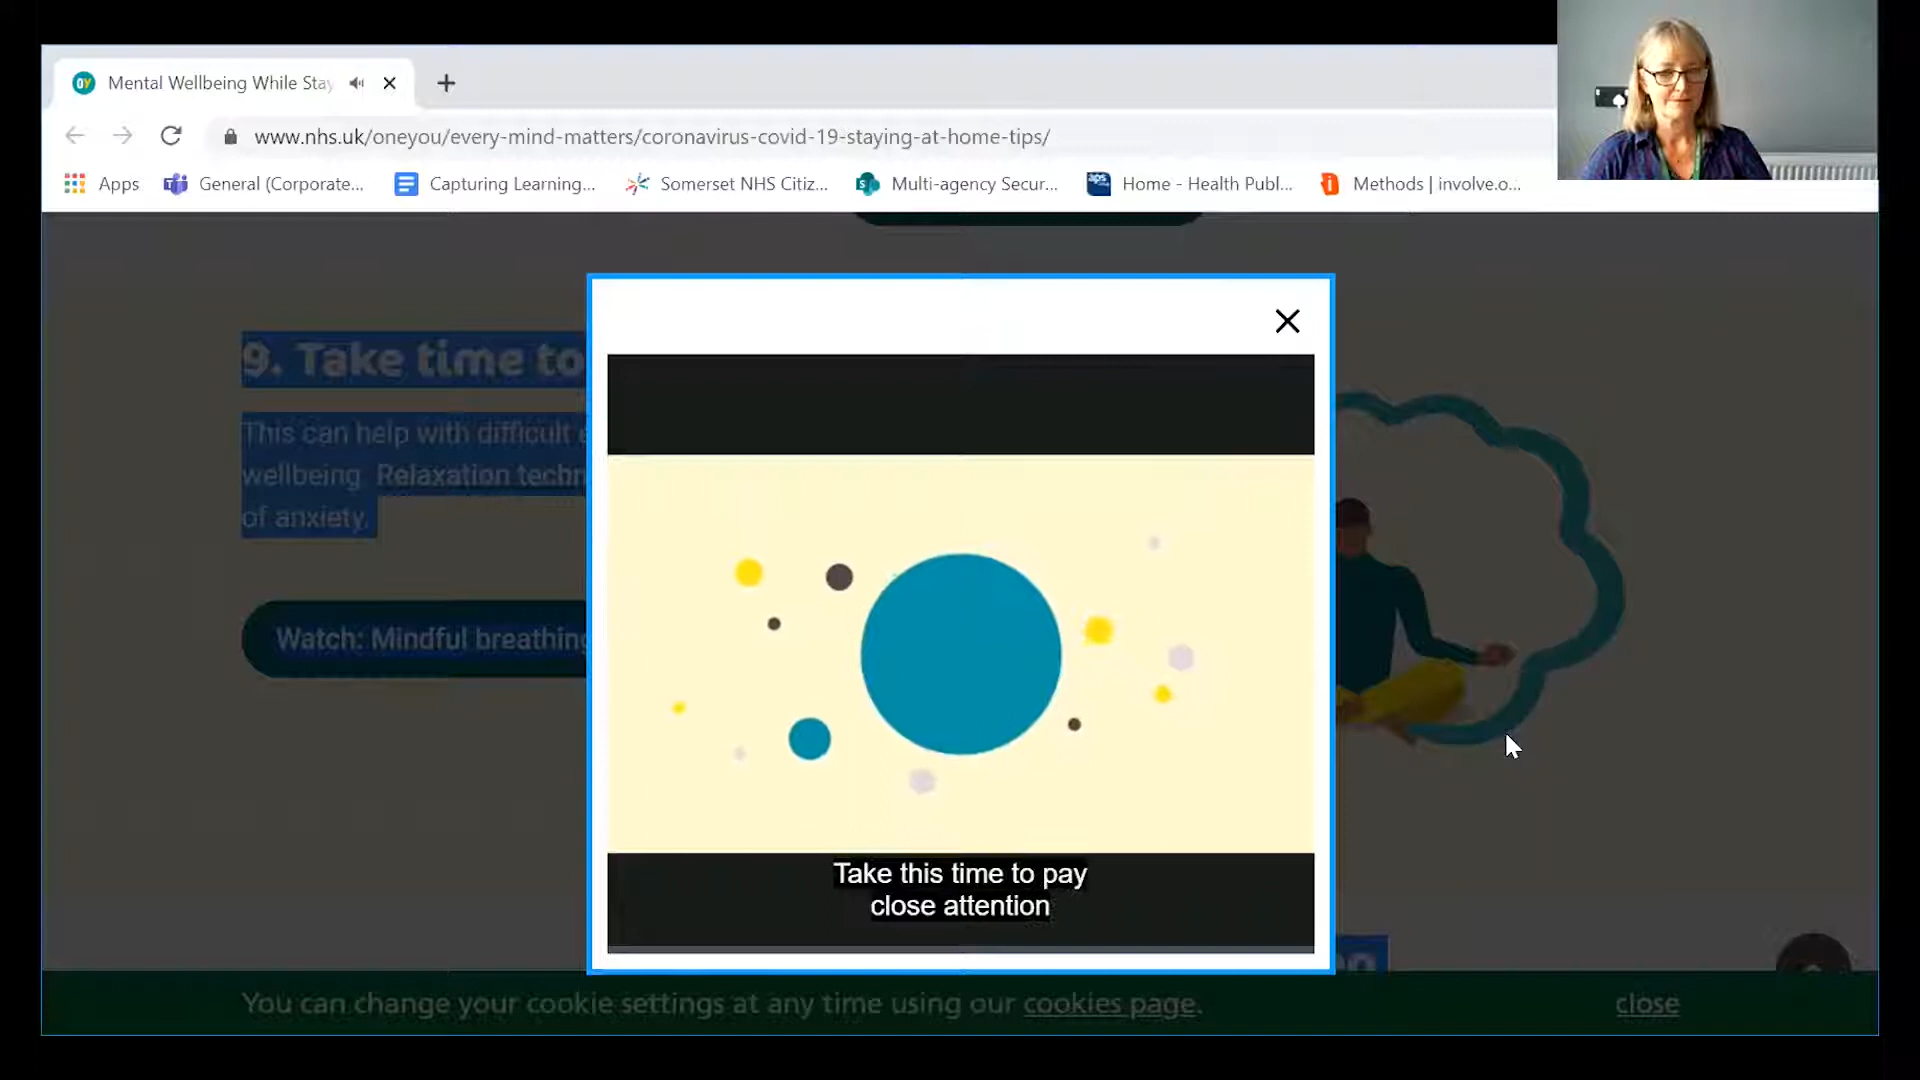 Mental Wellbeing While Stay
www.nhs.uk/oneyou/every-mind-matters/coronavirus-covid-19-staying-at-home-tips/
Apps
General (Corporate...
Capturing Learning...
Somerset NHS Citiz...
Multi-agency Secur...
Home - Health Publ...
Methods | involve.o...
9. Take time to
This can help with difficult e
wellbeing. Relaxation techn
of anxiety.
Watch: Mindful breathing
Take this time to pay
close attention
You can change your cookie settings at any time using our cookies page.
close